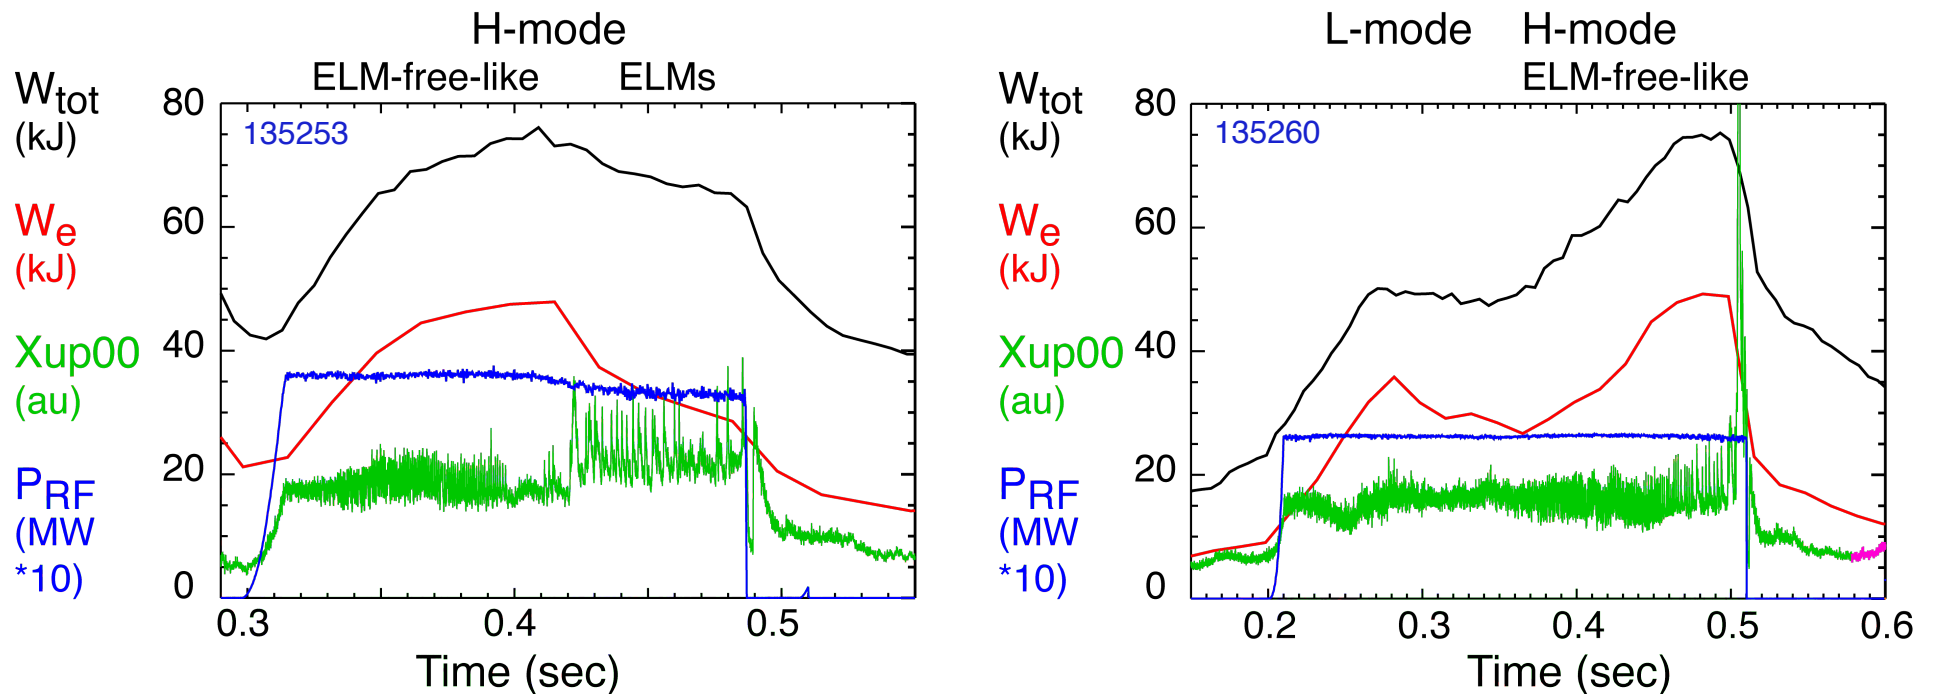 H-mode
ELM-free-like ELMs
W_tot
(kJ)
W_e
(kJ)
Xup00
(au)
P_RF
(MW
*10)
80
60
40
20
0
135253
0.3 0.4 0.5
Time (sec)
L-mode H-mode
ELM-free-like
W_tot
(kJ)
W_e
(kJ)
Xup00
(au)
P_RF
(MW
*10)
80
60
40
20
0
135260
0.2 0.3 0.4 0.5 0.6
Time (sec)